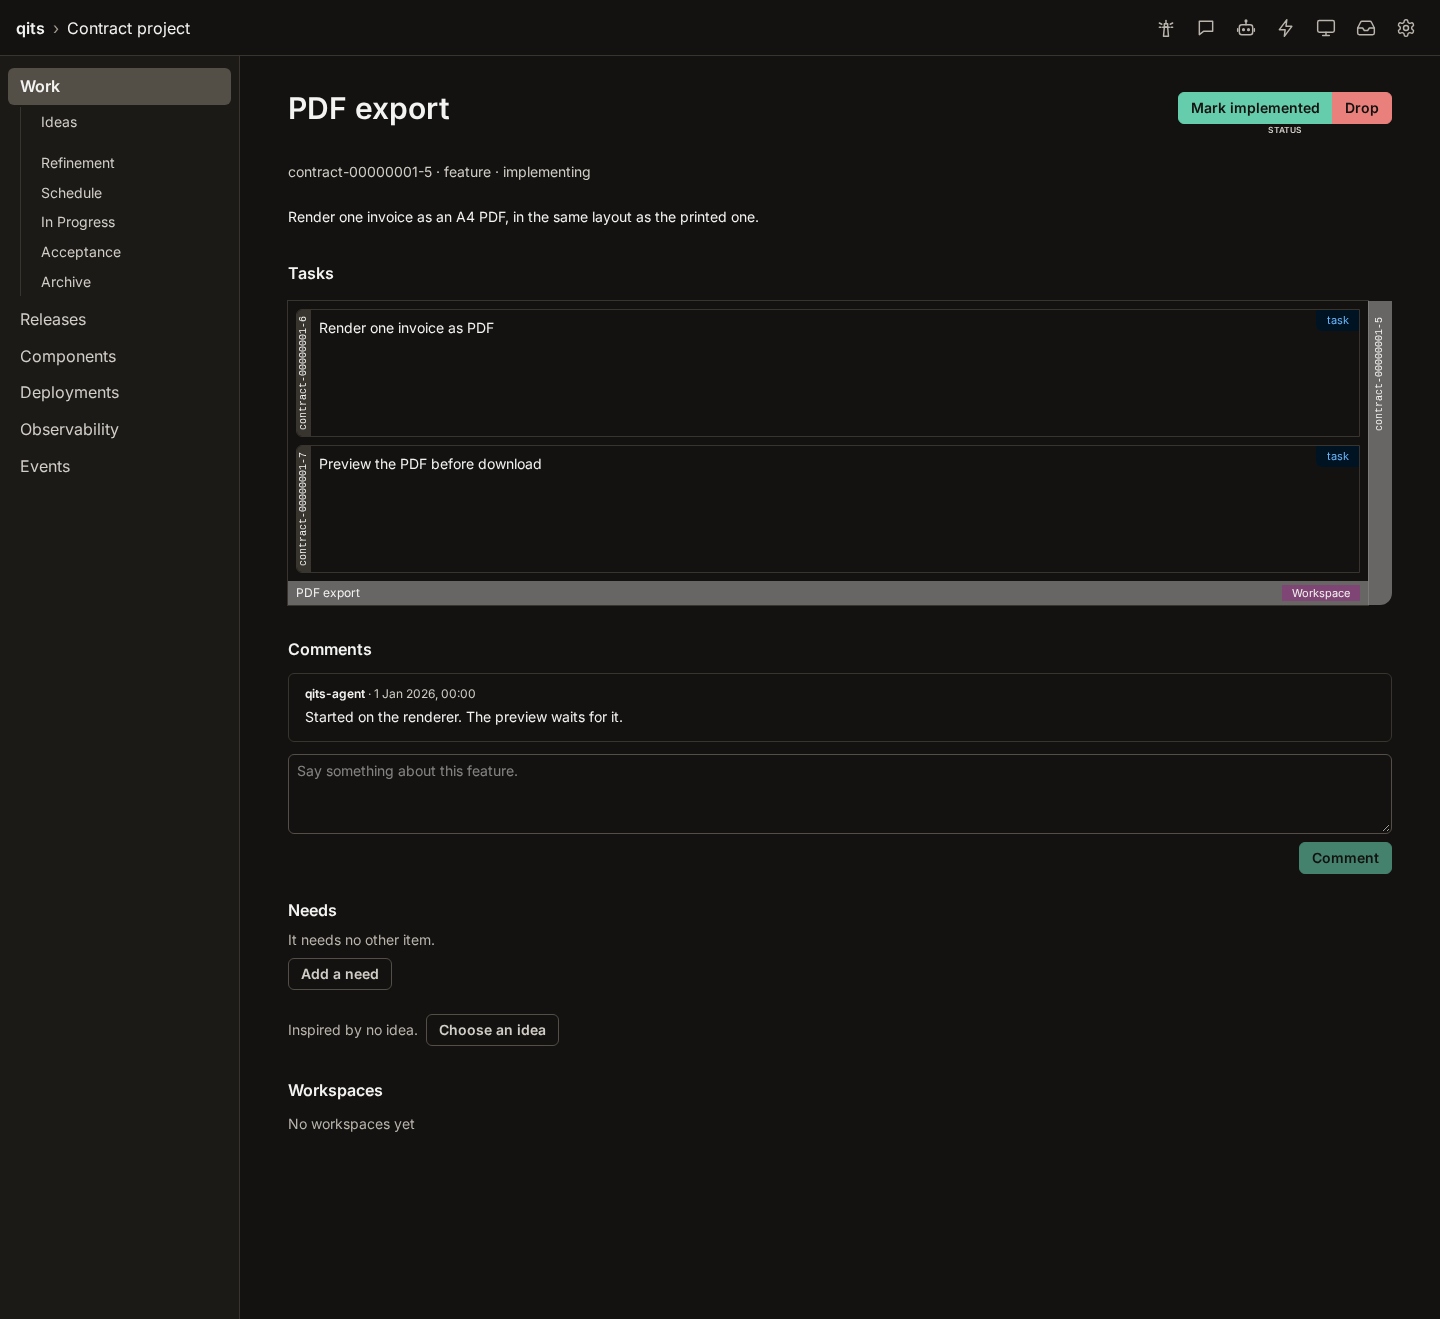 qits › Contract project
Work
Ideas
Refinement
Schedule
In Progress
Acceptance
Archive
Releases
Components
Deployments
Observability
Events
PDF export
Mark implemented Drop
STATUS
contract-00000001-5 · feature · implementing
Render one invoice as an A4 PDF, in the same layout as the printed one.
Tasks
contract-00000001-6
Render one invoice as PDF
task
contract-00000001-7
Preview the PDF before download
task
contract-00000001-5
PDF export
Workspace
Comments
qits-agent · 1 Jan 2026, 00:00
Started on the renderer. The preview waits for it.
Say something about this feature.
Comment
Needs
It needs no other item.
Add a need
Inspired by no idea. Choose an idea
Workspaces
No workspaces yet